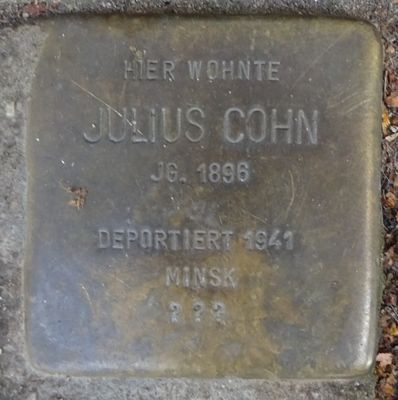 HIER WOHNTE
JULIUS COHN
JG. 1896
DEPORTIERT 1941
MINSK
???